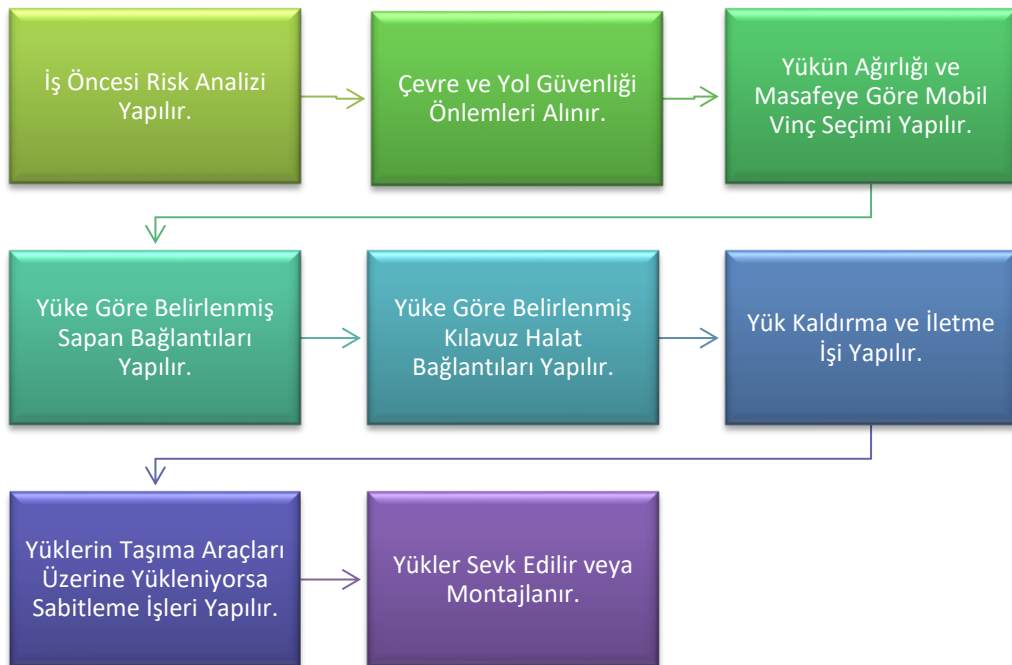 İş Öncesi Risk Analizi
Yapılır.
Çevre ve Yol Güvenliği
Önlemleri Alınır.
Yükün Ağırlığı ve
Masafeye Göre Mobil
Vinç Seçimi Yapılır.
Yüke Göre Belirlenmiş
Sapan Bağlantıları
Yapılır.
Yüke Göre Belirlenmiş
Kılavuz Halat
Bağlantıları Yapılır.
Yük Kaldırma ve İletme
İşi Yapılır.
Yüklerin Taşıma Araçları
Üzerine Yükleniyorsa
Sabitleme İşleri Yapılır.
Yükler Sevk Edilir veya
Montajlanır.